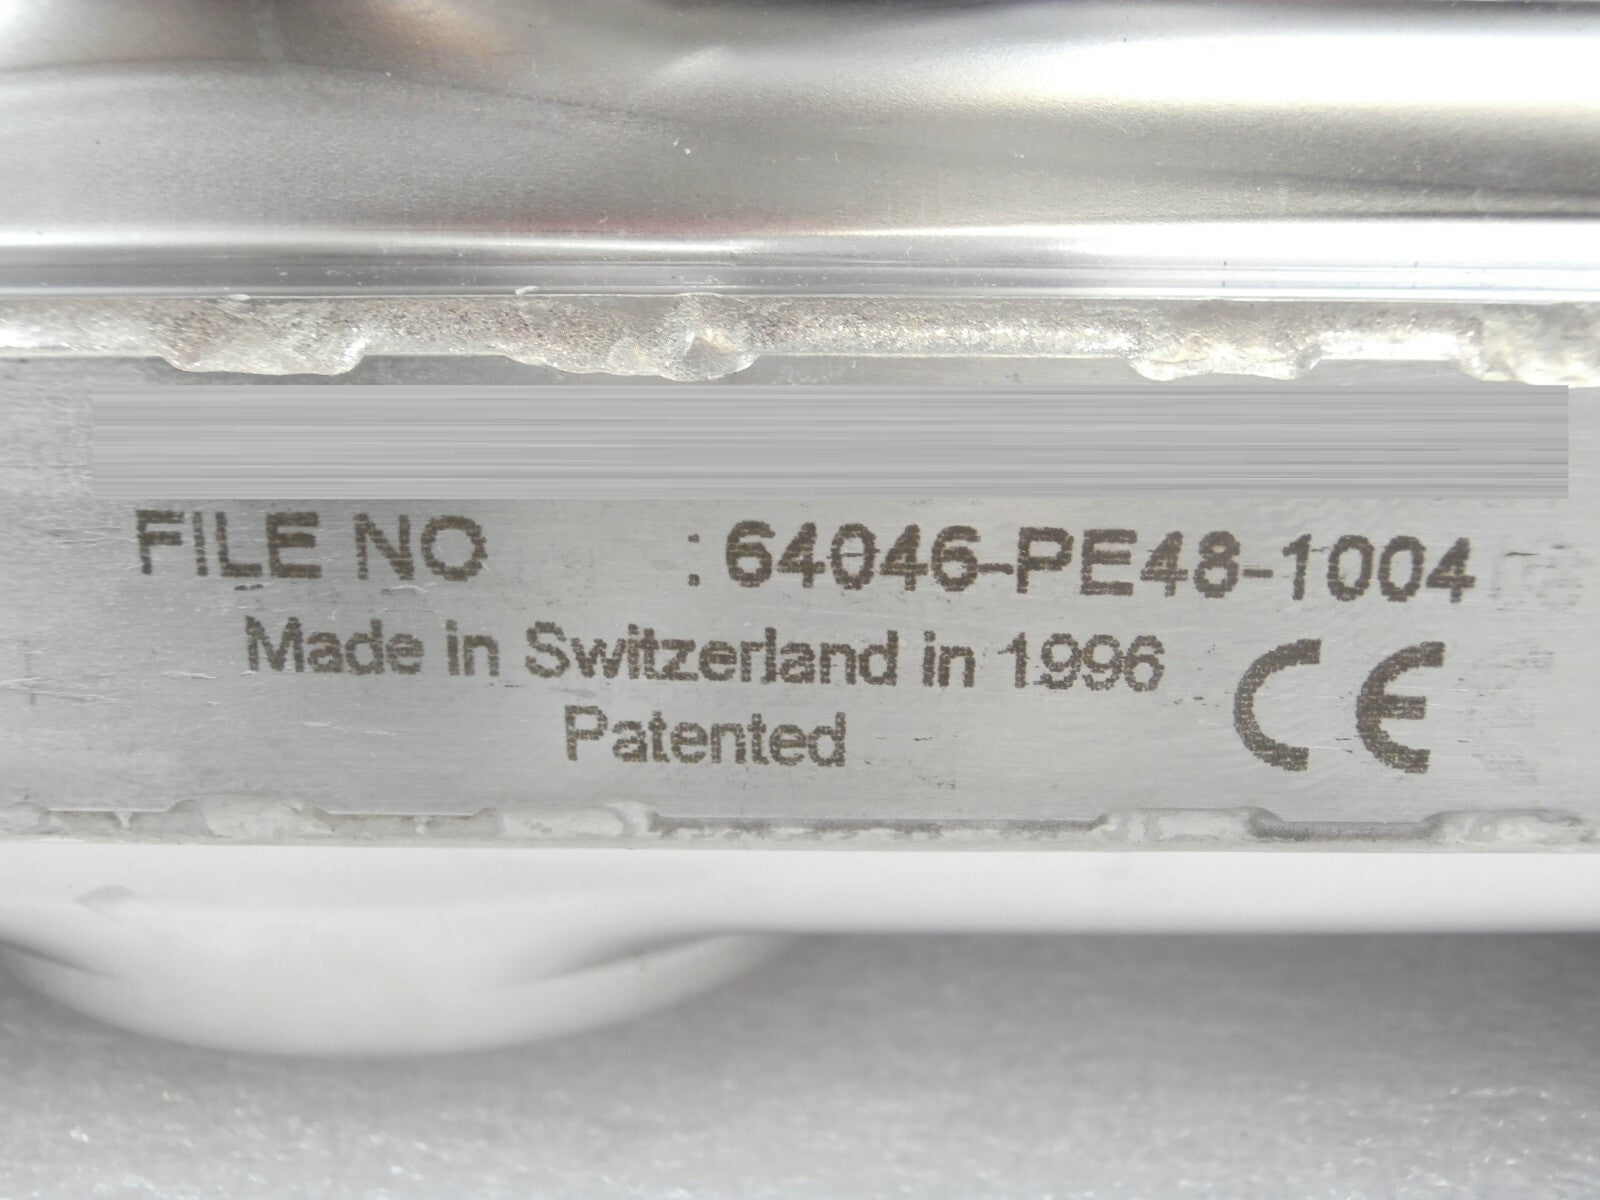 FILE NO : 64046-PE48-1004
Made in Switzerland in 1996
Patented
CE